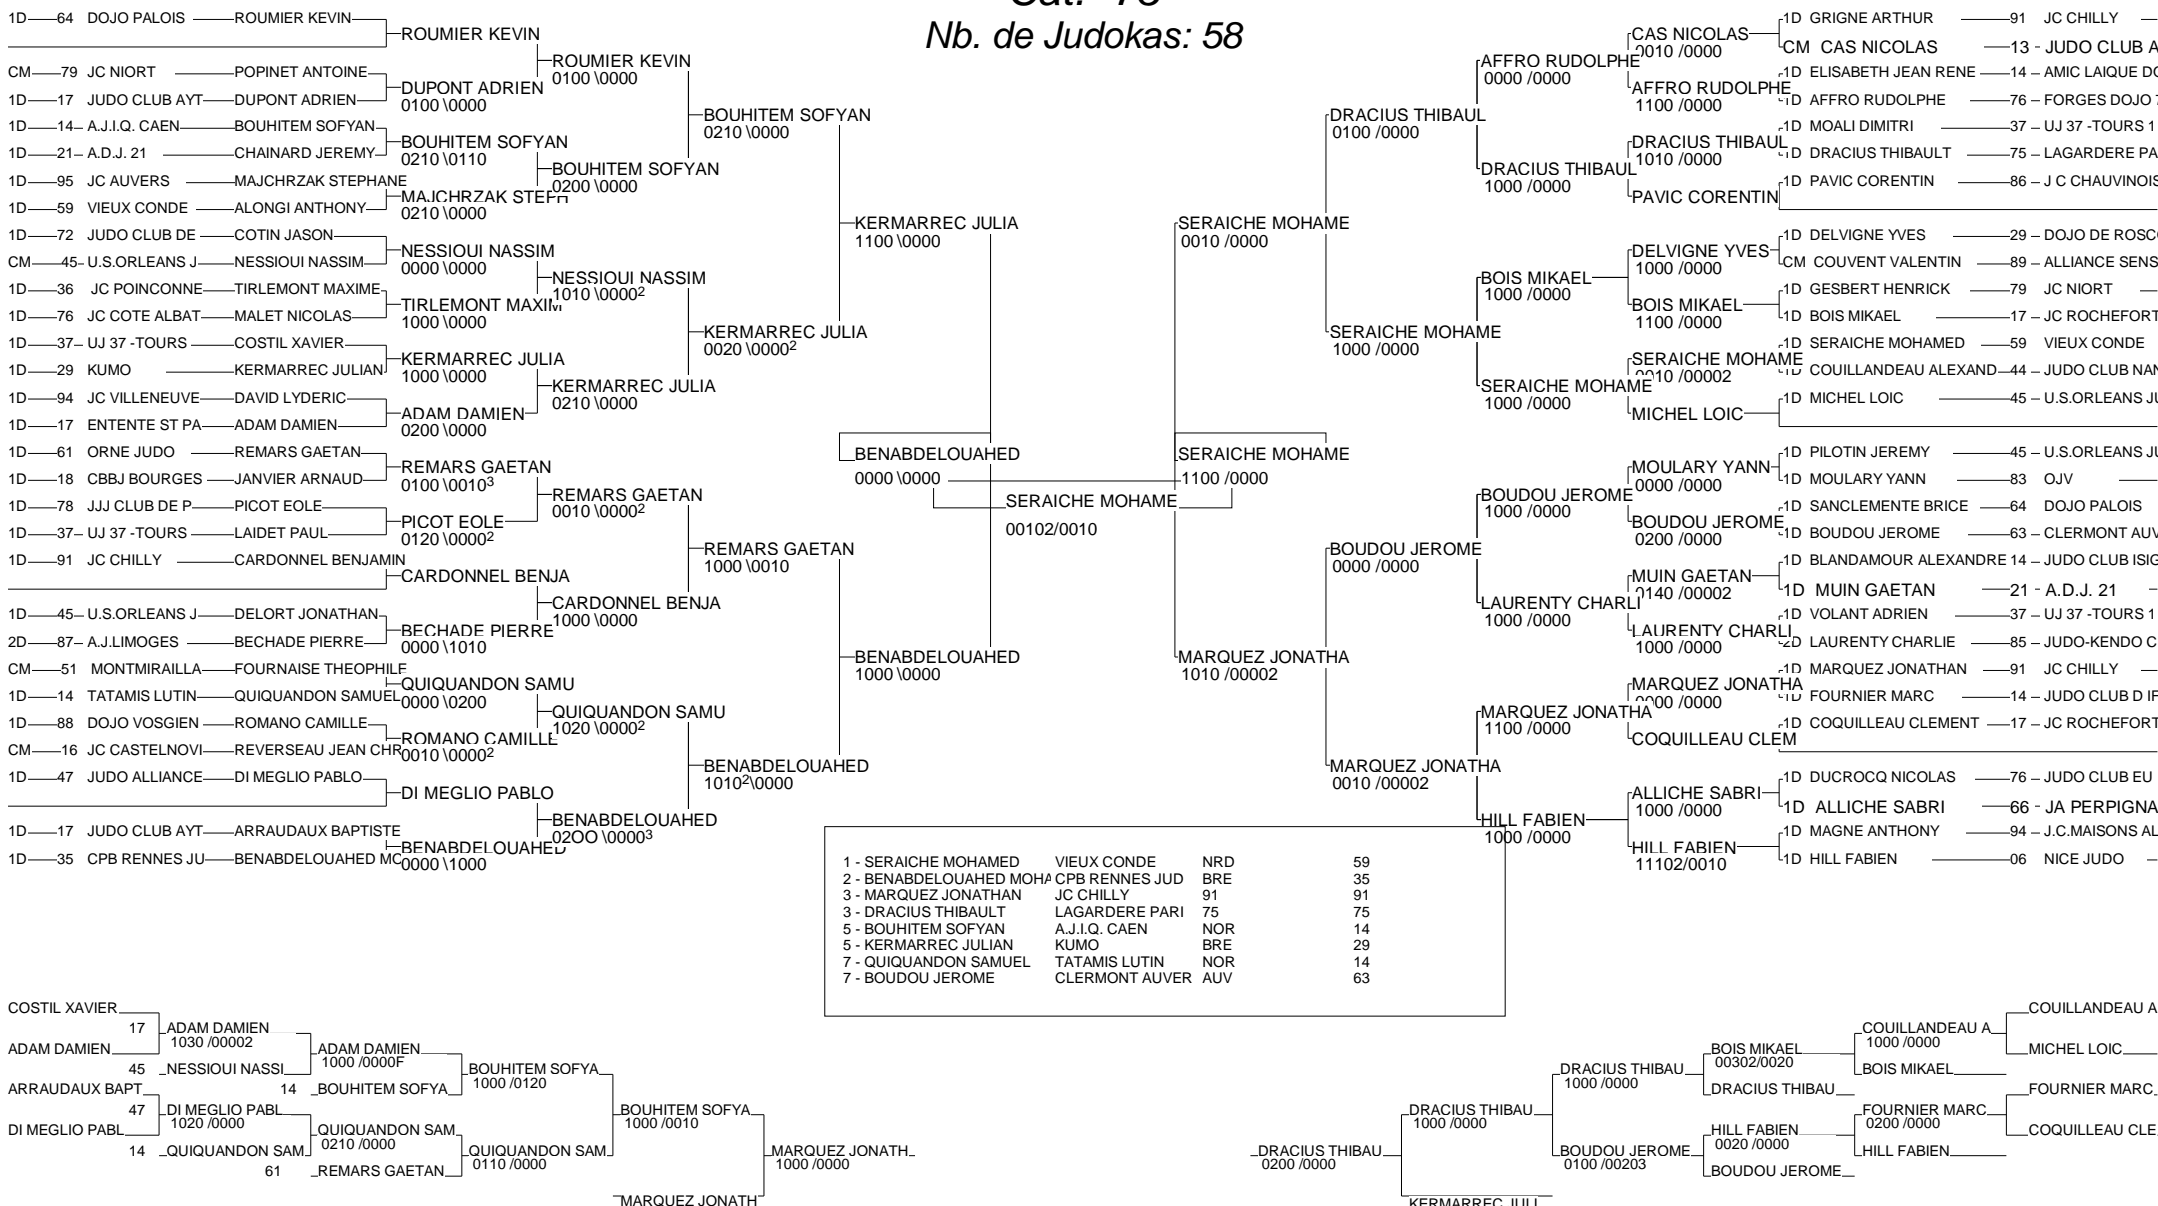 Nb. de Judokas: 58
1D 64 DOJO PALOIS ROUMIER KEVIN
CM 79 JC NIORT POPINET ANTOINE
1D 17 JUDO CLUB AYT DUPONT ADRIEN
1D 14 A.J.I.Q. CAEN BOUHITEM SOFYAN
1D 21 A.D.J. 21 CHAINARD JEREMY
1D 95 JC AUVERS MAJCHRZAK STEPHANE
1D 59 VIEUX CONDE ALONGI ANTHONY
1D 72 JUDO CLUB DE COTIN JASON
CM 45 U.S.ORLEANS J NESSIOUI NASSIM
1D 36 JC POINCONNE TIRLEMONT MAXIME
1D 76 JC COTE ALBAT MALET NICOLAS
1D 37 UJ 37 -TOURS COSTIL XAVIER
1D 29 KUMO KERMARREC JULIAN
1D 94 JC VILLENEUVE DAVID LYDERIC
1D 17 ENTENTE ST PA ADAM DAMIEN
1D 61 ORNE JUDO REMARS GAETAN
1D 18 CBBJ BOURGES JANVIER ARNAUD
1D 78 JJJ CLUB DE P PICOT EOLE
1D 37 UJ 37 -TOURS LAIDET PAUL
1D 91 JC CHILLY CARDONNEL BENJAMIN
1D 45 U.S.ORLEANS J DELORT JONATHAN
2D 87 A.J.LIMOGES BECHADE PIERRE
CM 51 MONTMIRAILLA FOURNAISE THEOPHILE
1D 14 TATAMIS LUTIN QUIQUANDON SAMUEL
1D 88 DOJO VOSGIEN ROMANO CAMILLE
CM 16 JC CASTELNOVI REVERSEAU JEAN CHR
1D 47 JUDO ALLIANCE DI MEGLIO PABLO
1D 17 JUDO CLUB AYT ARRAUDAUX BAPTISTE
1D 35 CPB RENNES JU BENABDELOUAHED MO
ROUMIER KEVIN
DUPONT ADRIEN
0100 \0000
BOUHITEM SOFYAN
0210 \0110
MAJCHRZAK STEPH
0210 \0000
NESSIOUI NASSIM
0000 \0000
TIRLEMONT MAXIM
1000 \0000
KERMARREC JULIA
1000 \0000
ADAM DAMIEN
0200 \0000
REMARS GAETAN
0100 \0010³
PICOT EOLE
0120 \0000²
CARDONNEL BENJA
BECHADE PIERRE
0000 \1010
QUIQUANDON SAMU
0000 \0200
ROMANO CAMILLE
0010 \0000²
DI MEGLIO PABLO
BENABDELOUAHED
0000 \1000
ROUMIER KEVIN
0100 \0000
BOUHITEM SOFYAN
0200 \0000
NESSIOUI NASSIM
1010 \0000²
KERMARREC JULIA
0210 \0000
REMARS GAETAN
0010 \0000²
CARDONNEL BENJA
1000 \0000
QUIQUANDON SAMU
1020 \0000²
BENABDELOUAHED
02OO \0000³
BOUHITEM SOFYAN
0210 \0000
KERMARREC JULIA
0020 \0000²
REMARS GAETAN
1000 \0010
BENABDELOUAHED
1010²\0000
KERMARREC JULIA
1100 \0000
BENABDELOUAHED
1000 \0000
BENABDELOUAHED
0000 \0000
SERAICHE MOHAME
00102/0010
SERAICHE MOHAME
1100 /0000
SERAICHE MOHAME
0010 /0000
MARQUEZ JONATHA
1010 /00002
DRACIUS THIBAUL
0100 /0000
SERAICHE MOHAME
1000 /0000
BOUDOU JEROME
0000 /0000
MARQUEZ JONATHA
0010 /00002
AFFRO RUDOLPHE
0000 /0000
DRACIUS THIBAUL
1000 /0000
BOIS MIKAEL
1000 /0000
SERAICHE MOHAME
1000 /0000
BOUDOU JEROME
1000 /0000
LAURENTY CHARLI
1000 /0000
MARQUEZ JONATHA
1100 /0000
HILL FABIEN
1000 /0000
CAS NICOLAS
0010 /0000
AFFRO RUDOLPHE
1100 /0000
DRACIUS THIBAUL
1010 /0000
PAVIC CORENTIN
DELVIGNE YVES
1000 /0000
BOIS MIKAEL
1100 /0000
SERAICHE MOHAME
0010 /00002
MICHEL LOIC
MOULARY YANN
0000 /0000
BOUDOU JEROME
0200 /0000
MUIN GAETAN
0140 /00002
LAURENTY CHARLI
1000 /0000
MARQUEZ JONATHA
0000 /0000
COQUILLEAU CLEM
ALLICHE SABRI
1000 /0000
HILL FABIEN
11102/0010
1D GRIGNE ARTHUR 91 JC CHILLY
CM CAS NICOLAS 13 - JUDO CLUB A
1D ELISABETH JEAN RENE 14 – AMIC LAIQUE DO
1D AFFRO RUDOLPHE 76 – FORGES DOJO 7
1D MOALI DIMITRI 37 – UJ 37 -TOURS 1
1D DRACIUS THIBAULT 75 – LAGARDERE PA
1D PAVIC CORENTIN 86 – J C CHAUVINOIS
1D DELVIGNE YVES 29 – DOJO DE ROSCO
CM COUVENT VALENTIN 89 – ALLIANCE SENS
1D GESBERT HENRICK 79 JC NIORT
1D BOIS MIKAEL 17 – JC ROCHEFORT
1D SERAICHE MOHAMED 59 VIEUX CONDE
1D COUILLANDEAU ALEXAND 44 – JUDO CLUB NAN
1D MICHEL LOIC 45 – U.S.ORLEANS JU
1D PILOTIN JEREMY 45 – U.S.ORLEANS JU
1D MOULARY YANN 83 OJV
1D SANCLEMENTE BRICE 64 DOJO PALOIS
1D BOUDOU JEROME 63 – CLERMONT AUV
1D BLANDAMOUR ALEXANDRE 14 – JUDO CLUB ISIG
1D MUIN GAETAN 21 - A.D.J. 21
1D VOLANT ADRIEN 37 – UJ 37 -TOURS 1
2D LAURENTY CHARLIE 85 – JUDO-KENDO C
1D MARQUEZ JONATHAN 91 JC CHILLY
1D FOURNIER MARC 14 – JUDO CLUB D IF
1D COQUILLEAU CLEMENT 17 – JC ROCHEFORT
1D DUCROCQ NICOLAS 76 – JUDO CLUB EU
1D ALLICHE SABRI 66 - JA PERPIGNA
1D MAGNE ANTHONY 94 – J.C.MAISONS AL
1D HILL FABIEN 06 NICE JUDO
1 - SERAICHE MOHAMED VIEUX CONDE NRD 59
2 - BENABDELOUAHED MOHA CPB RENNES JUD BRE 35
3 - MARQUEZ JONATHAN JC CHILLY 91 91
3 - DRACIUS THIBAULT LAGARDERE PARI 75 75
5 - BOUHITEM SOFYAN A.J.I.Q. CAEN NOR 14
5 - KERMARREC JULIAN KUMO BRE 29
7 - QUIQUANDON SAMUEL TATAMIS LUTIN NOR 14
7 - BOUDOU JEROME CLERMONT AUVER AUV 63
COSTIL XAVIER
17
ADAM DAMIEN
45
ARRAUDAUX BAPT
47
DI MEGLIO PABL
14
ADAM DAMIEN
1030 /00002
NESSIOUI NASSI
14
DI MEGLIO PABL
1020 /0000
QUIQUANDON SAM
61
ADAM DAMIEN
1000 /0000F
BOUHITEM SOFYA
QUIQUANDON SAM
0210 /0000
REMARS GAETAN
BOUHITEM SOFYA
1000 /0120
QUIQUANDON SAM
0110 /0000
BOUHITEM SOFYA
1000 /0010
MARQUEZ JONATH
MARQUEZ JONATH
1000 /0000
DRACIUS THIBAU
0200 /0000
DRACIUS THIBAU
1000 /0000
KERMARREC JULI
DRACIUS THIBAU
1000 /0000
BOUDOU JEROME
0100 /00203
BOIS MIKAEL
00302/0020
DRACIUS THIBAU
HILL FABIEN
0020 /0000
BOUDOU JEROME
COUILLANDEAU A
1000 /0000
BOIS MIKAEL
FOURNIER MARC
0200 /0000
HILL FABIEN
COUILLANDEAU A
MICHEL LOIC
FOURNIER MARC
COQUILLEAU CLE